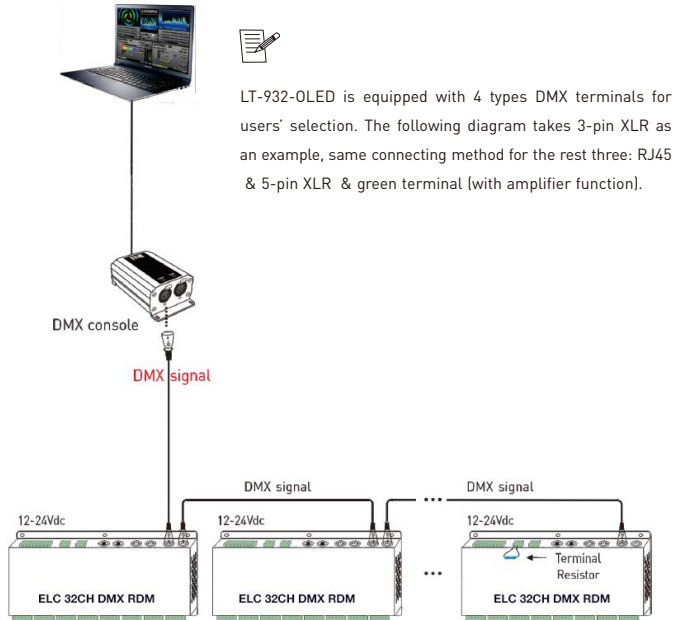 LT-932-OLED is equipped with 4 types DMX terminals for
users' selection. The following diagram takes 3-pin XLR as
an example, same connecting method for the rest three: RJ45
& 5-pin XLR & green terminal (with amplifier function).
DMX console
DMX signal
DMX signal
DMX signal
12-24Vdc
12-24Vdc
12-24Vdc
Terminal
Resistor
ELC 32CH DMX RDM
ELC 32CH DMX RDM
ELC 32CH DMX RDM